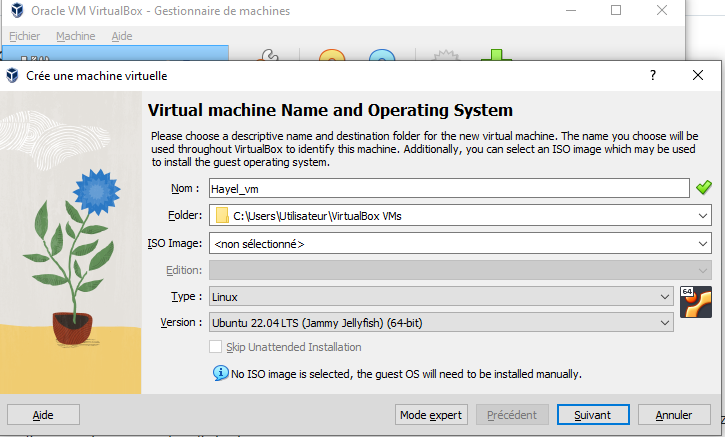 Oracle VM VirtualBox - Gestionnaire de machines
Fichier Machine Aide
Crée une machine virtuelle
Virtual machine Name and Operating System
Please choose a descriptive name and destination folder for the new virtual machine. The name you choose will be
used throughout VirtualBox to identify this machine. Additionally, you can select an ISO image which may be used
to install the guest operating system.
Nom : Hayel_vm
Folder: C:\Users\Utilisateur\VirtualBox VMs
ISO Image: <non sélectionné>
Edition:
Type : Linux
64
Version : Ubuntu 22.04 LTS (Jammy Jellyfish) (64-bit)
Skip Unattended Installation
No ISO image is selected, the guest OS will need to be installed manually.
Aide Mode expert Précédent Suivant Annuler